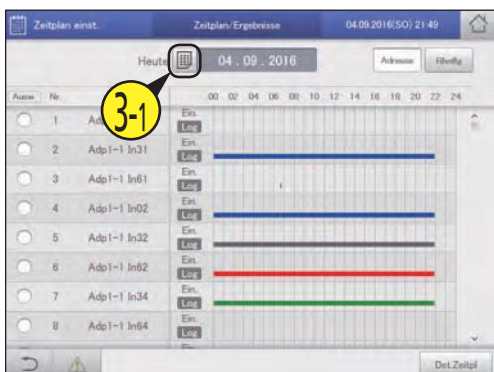 Zeitplan einst. Zeitplan/Ergebnisse 04.09.2016(SO) 21:49
Heute 04 . 09 . 2016 Adresse
3-1
Ausw Nr. 00 02 04 06 08 10 12 14 16 18 20 22 24
1 Ad Ein. Log
2 Adp1-1 In31 Ein. Log
3 Adp1-1 In61 Ein. Log
4 Adp1-1 In02 Ein. Log
5 Adp1-1 In32 Ein. Log
6 Adp1-1 In62 Ein. Log
7 Adp1-1 In34 Ein. Log
8 Adp1-1 In64 Ein. Log
Det.Zeitpl